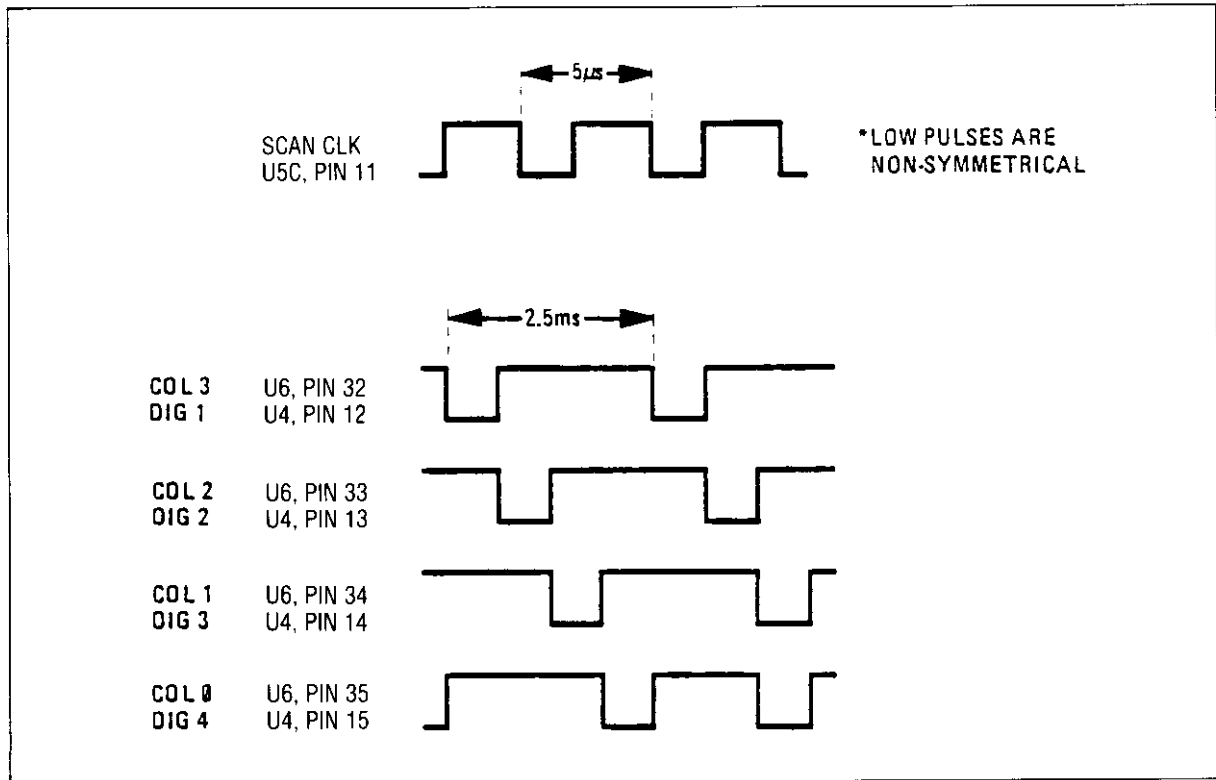 5µs
SCAN CLK
U5C, PIN 11
*LOW PULSES ARE
NON-SYMMETRICAL
2.5ms
COL 3 U6, PIN 32
DIG 1 U4, PIN 12
COL 2 U6, PIN 33
DIG 2 U4, PIN 13
COL 1 U6, PIN 34
DIG 3 U4, PIN 14
COL 0 U6, PIN 35
DIG 4 U4, PIN 15